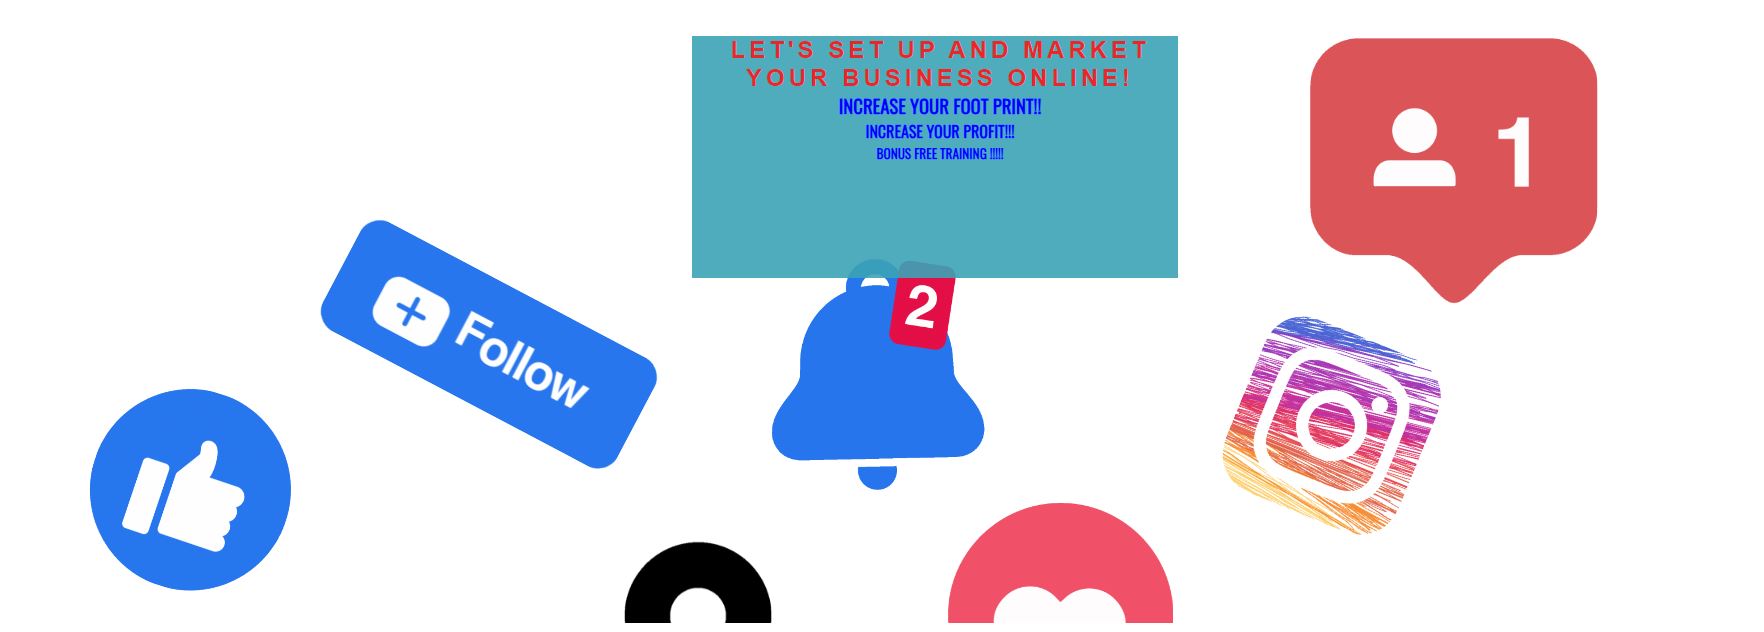 LET'S SET UP AND MARKET
YOUR BUSINESS ONLINE!
INCREASE YOUR FOOT PRINT!!
INCREASE YOUR PROFIT!!!
BONUS FREE TRAINING !!!!!
1
2
Follow